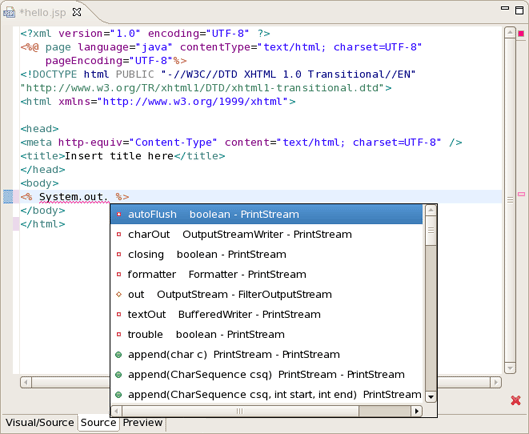 *hello.jsp
<?xml version="1.0" encoding="UTF-8" ?>
<%@ page language="java" contentType="text/html; charset=UTF-8"
pageEncoding="UTF-8"%>
<!DOCTYPE html PUBLIC "-//W3C//DTD XHTML 1.0 Transitional//EN"
"http://www.w3.org/TR/xhtml1/DTD/xhtml1-transitional.dtd">
<html xmlns="http://www.w3.org/1999/xhtml">
<head>
<meta http-equiv="Content-Type" content="text/html; charset=UTF-8" />
<title>Insert title here</title>
</head>
<body>
<% System.out. %>
</body>
</html>
autoFlush boolean - PrintStream
charOut OutputStreamWriter - PrintStream
closing boolean - PrintStream
formatter Formatter - PrintStream
out OutputStream - FilterOutputStream
textOut BufferedWriter - PrintStream
trouble boolean - PrintStream
append(char c) PrintStream - PrintStream
append(CharSequence csq) PrintStream - PrintStream
append(CharSequence csq, int start, int end) PrintStream
Visual/Source Source Preview